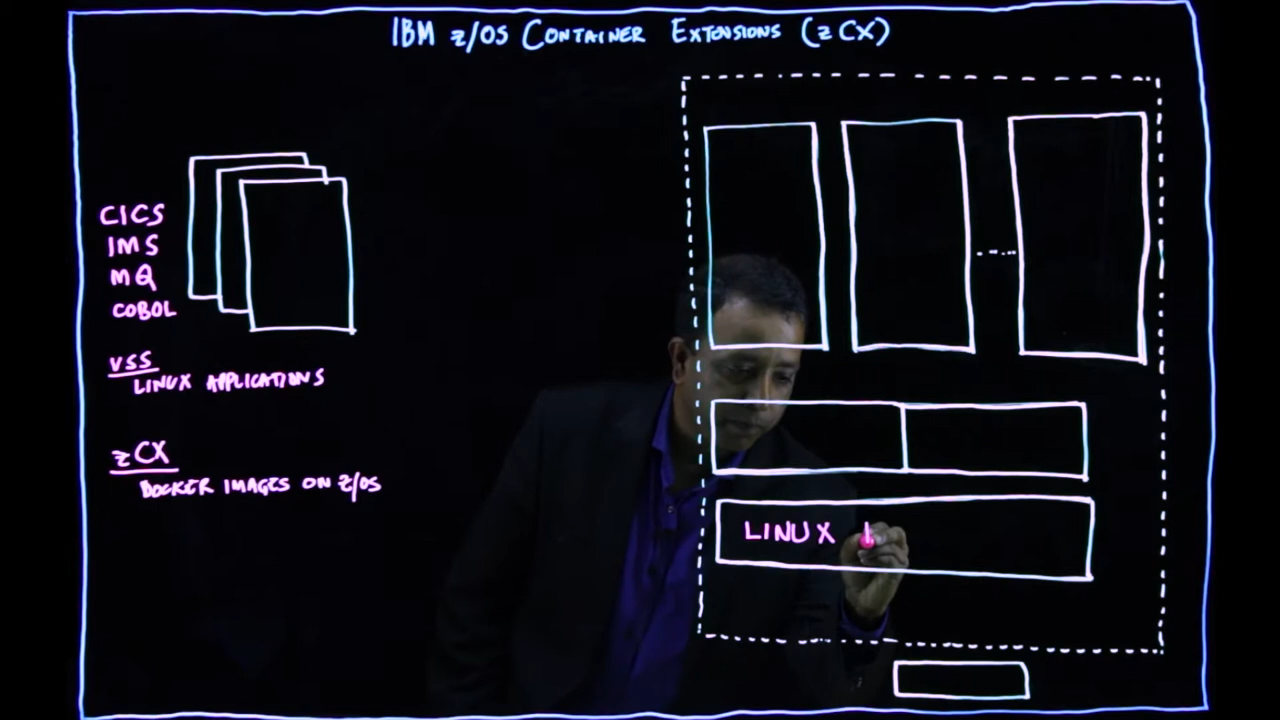 IBM z/OS CONTAINER EXTENSIONS (zCX)
CICS
IMS
MQ
COBOL
VSS
LINUX APPLICATIONS
zCX
DOCKER IMAGES ON Z/OS
LINUX